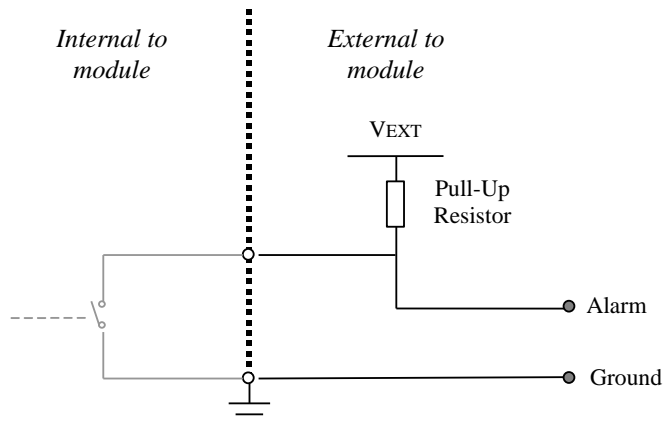 Internal to
module
External to
module
VEXT
Pull-Up
Resistor
Alarm
Ground